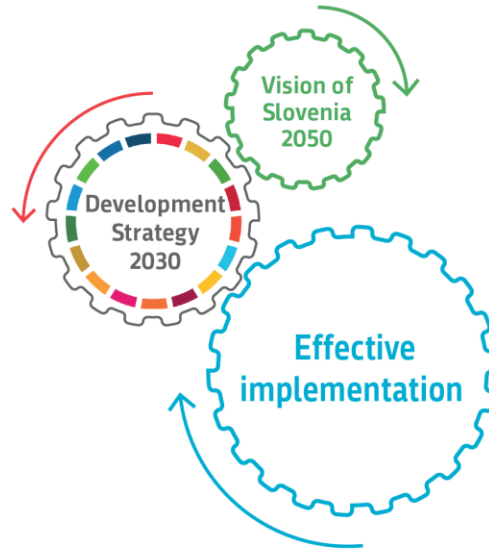 Vision of
Slovenia
2050
Development
Strategy
2030
Effective
implementation